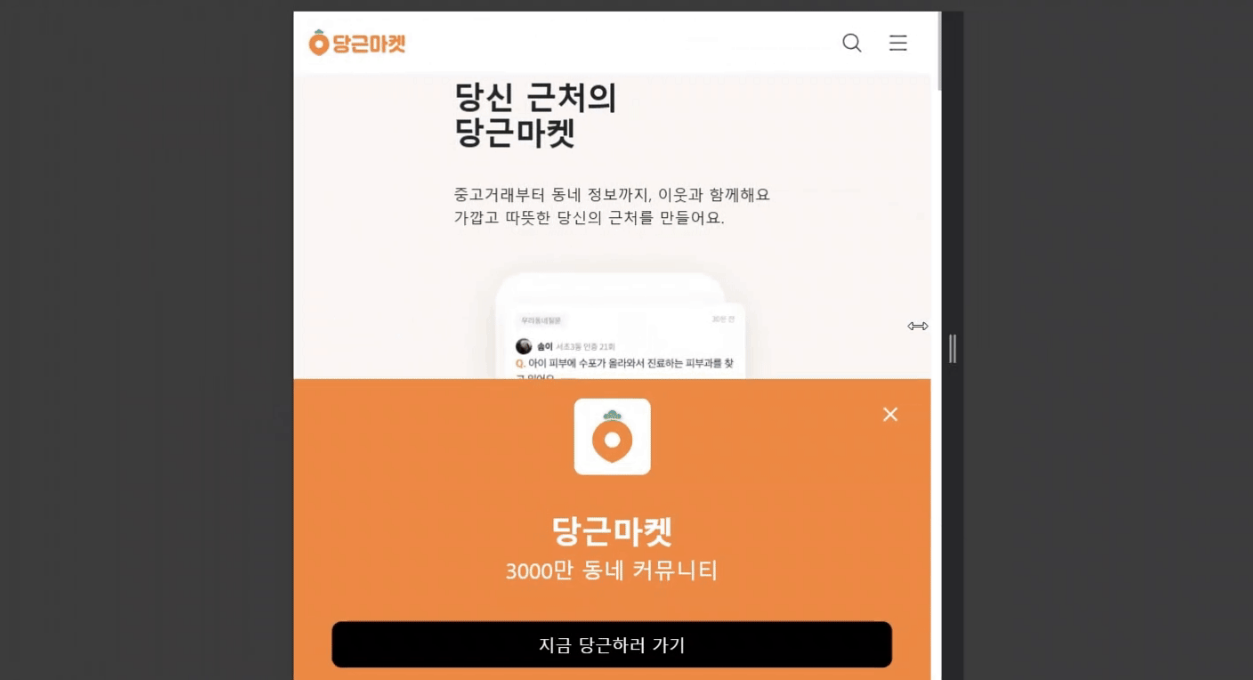 당근마켓
당신 근처의
당근마켓
중고거래부터 동네 정보까지, 이웃과 함께해요
가깝고 따뜻한 당신의 근처를 만들어요.
우리동네질문
30분 전
솜이 서초3동 인증 21회
Q. 아이 피부에 수포가 올라와서 진료하는 피부과를 찾
고 있어요
당근마켓
3000만 동네 커뮤니티
지금 당근하러 가기